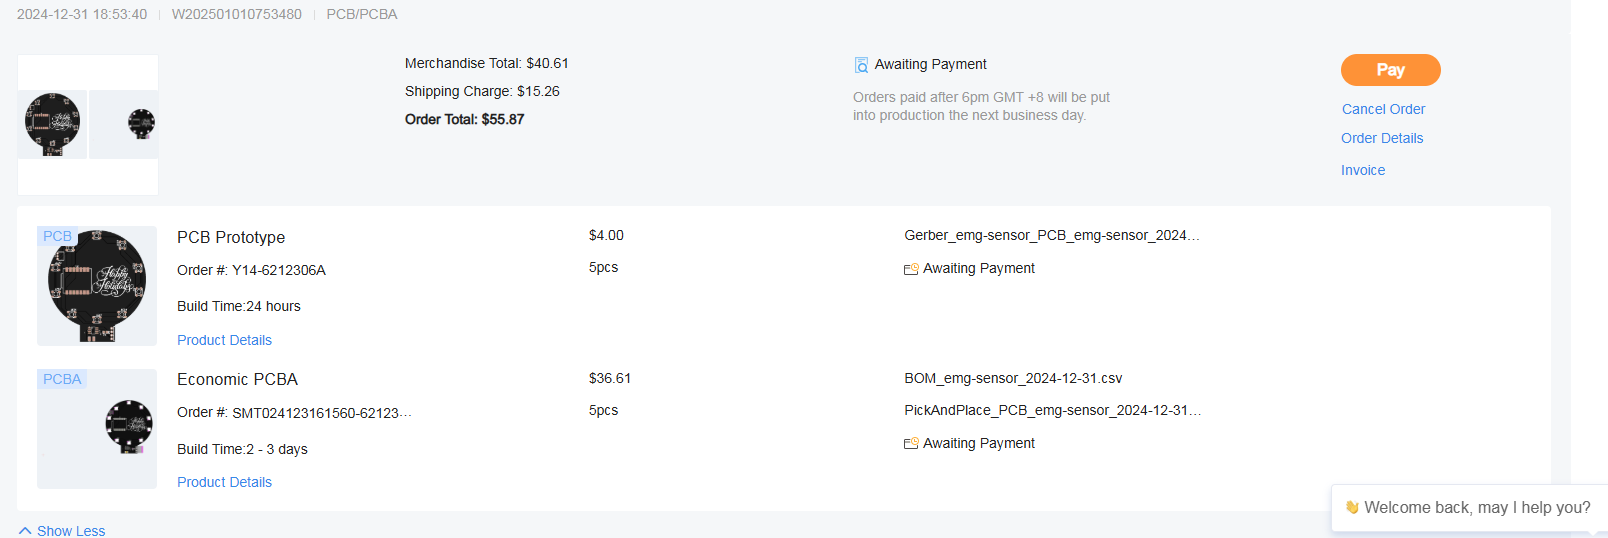 2024-12-31 18:53:40 W202501010753480 PCB/PCBA
Merchandise Total: $40.61
Shipping Charge: $15.26
Order Total: $55.87
Awaiting Payment
Orders paid after 6pm GMT +8 will be put
into production the next business day.
Pay
Cancel Order
Order Details
Invoice
PCB
Happy
Holidays
PCB Prototype
Order #: Y14-6212306A
Build Time:24 hours
Product Details
$4.00
5pcs
Gerber_emg-sensor_PCB_emg-sensor_2024...
Awaiting Payment
PCBA
Economic PCBA
Order #: SMT024123161560-62123...
Build Time:2 - 3 days
Product Details
$36.61
5pcs
BOM_emg-sensor_2024-12-31.csv
PickAndPlace_PCB_emg-sensor_2024-12-31...
Awaiting Payment
👋 Welcome back, may I help you?
Show Less